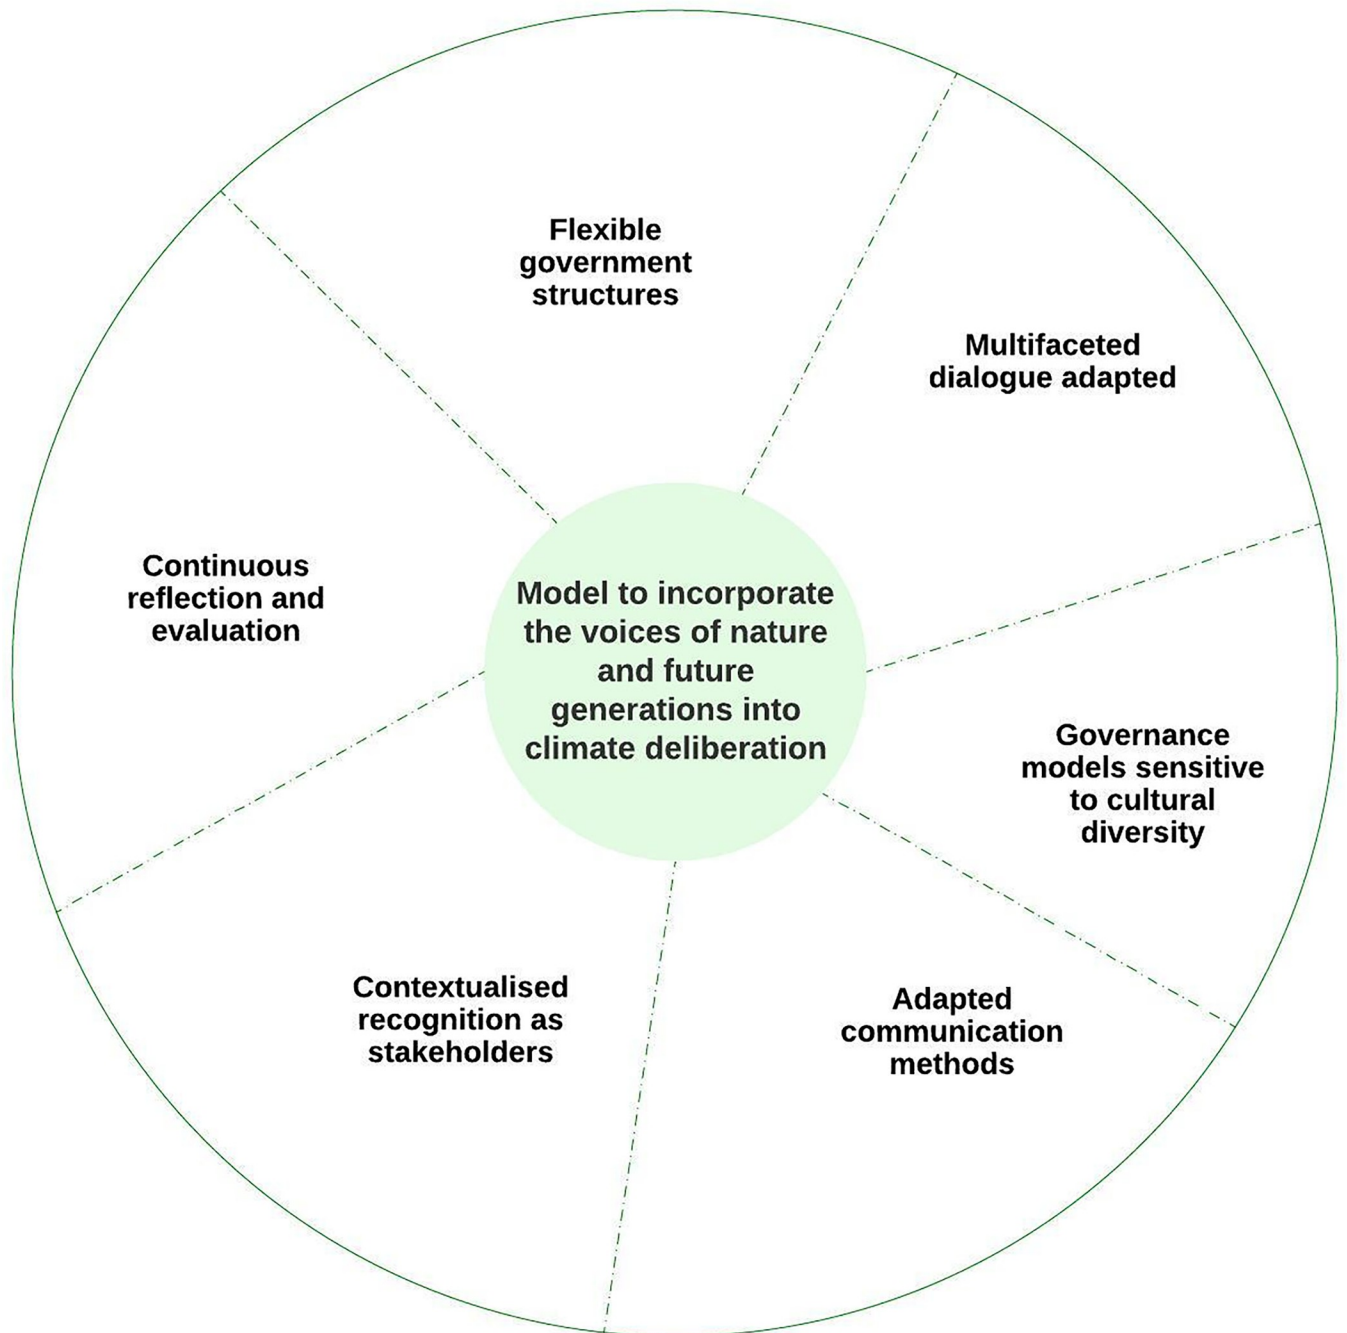 Flexible
government
structures
Multifaceted
dialogue adapted
Governance
models sensitive
to cultural
diversity
Adapted
communication
methods
Contextualised
recognition as
stakeholders
Continuous
reflection and
evaluation
Model to incorporate
the voices of nature
and future
generations into
climate deliberation